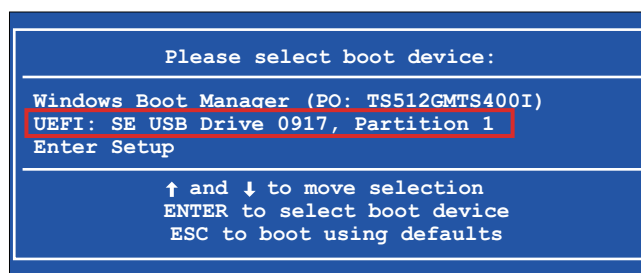 Please select boot device:
Windows Boot Manager (PO: TS512GMTS400I)
UEFI: SE USB Drive 0917, Partition 1
Enter Setup
↑ and ↓ to move selection
ENTER to select boot device
ESC to boot using defaults